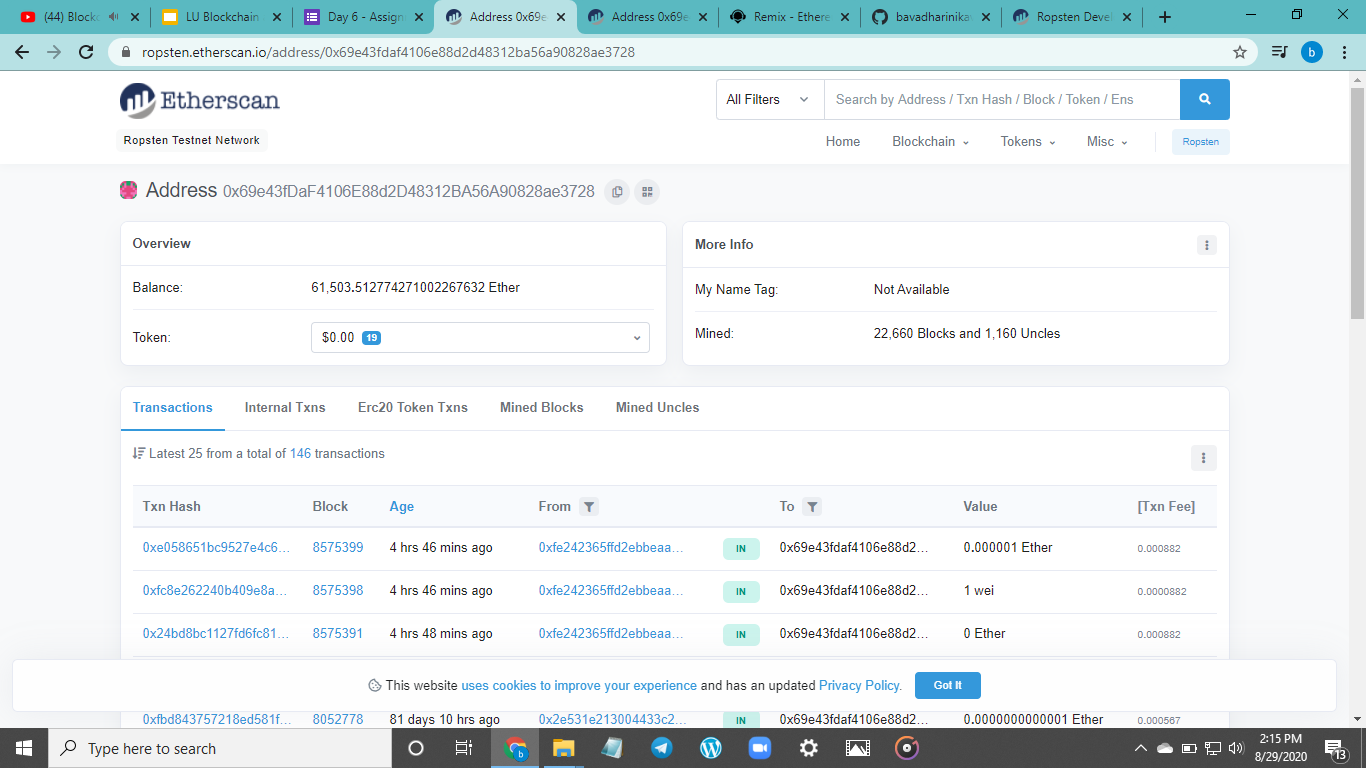 (44) Blockc
LU Blockchain
Day 6 - Assign
Address 0x69e
Address 0x69e
Remix - Ethere
bavadharinikav
Ropsten Devel
ropsten.etherscan.io/address/0x69e43fdaf4106e88d2d48312ba56a90828ae3728
b
Etherscan
All Filters
Search by Address / Txn Hash / Block / Token / Ens
Ropsten Testnet Network
Home
Blockchain
Tokens
Misc
Ropsten
Address 0x69e43fDaF4106E88d2D48312BA56A90828ae3728
Overview
Balance:
61,503.512774271002267632 Ether
Token:
$0.00 19
More Info
My Name Tag:
Not Available
Mined:
22,660 Blocks and 1,160 Uncles
Transactions
Internal Txns
Erc20 Token Txns
Mined Blocks
Mined Uncles
Latest 25 from a total of 146 transactions
Txn Hash Block Age From To Value [Txn Fee]
0xe058651bc9527e4c6... 8575399 4 hrs 46 mins ago 0xfe242365ffd2ebbeaa... IN 0x69e43fdaf4106e88d2... 0.000001 Ether 0.000882
0xfc8e262240b409e8a... 8575398 4 hrs 46 mins ago 0xfe242365ffd2ebbeaa... IN 0x69e43fdaf4106e88d2... 1 wei 0.0000882
0x24bd8bc1127fd6fc81... 8575391 4 hrs 48 mins ago 0xfe242365ffd2ebbeaa... IN 0x69e43fdaf4106e88d2... 0 Ether 0.000882
This website uses cookies to improve your experience and has an updated Privacy Policy.
Got It
0xfbd843757218ed581f... 8052778 81 days 10 hrs ago 0x2e531e213004433c2... IN 0x69e43fdaf4106e88d2... 0.0000000000001 Ether 0.000567
Type here to search
b
2:15 PM
8/29/2020
13